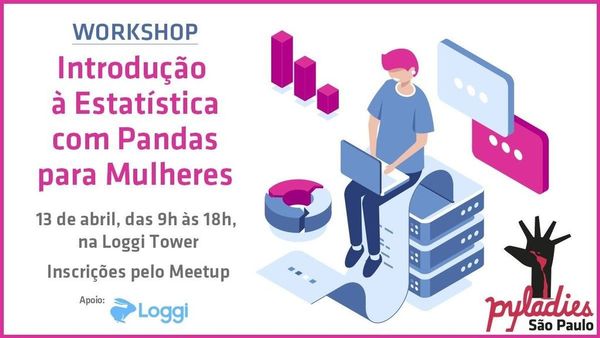 WORKSHOP
Introdução
à Estatística
com Pandas
para Mulheres
13 de abril, das 9h às 18h,
na Loggi Tower
Inscrições pelo Meetup
Apoio: Loggi
pyladies
São Paulo